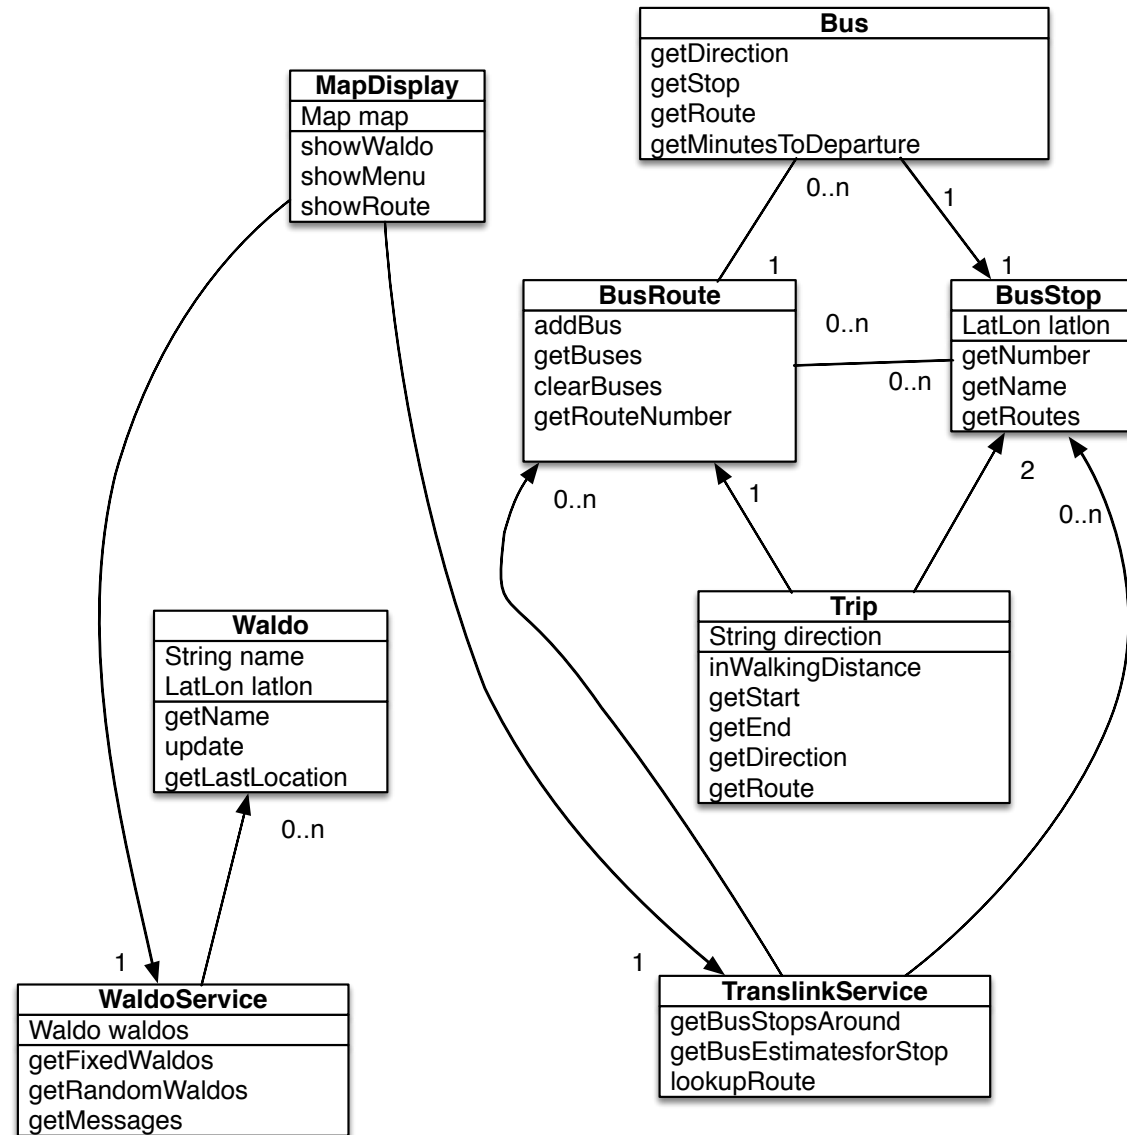 Bus
getDirection
getStop
getRoute
getMinutesToDeparture
MapDisplay
Map map
showWaldo
showMenu
showRoute
0..n
1
1
1
BusRoute
addBus
getBuses
clearBuses
getRouteNumber
BusStop
LatLon latlon
getNumber
getName
getRoutes
0..n
0..n
0..n
1
2
0..n
Trip
String direction
inWalkingDistance
getStart
getEnd
getDirection
getRoute
Waldo
String name
LatLon latlon
getName
update
getLastLocation
0..n
1
WaldoService
Waldo waldos
getFixedWaldos
getRandomWaldos
getMessages
1
TranslinkService
getBusStopsAround
getBusEstimatesforStop
lookupRoute